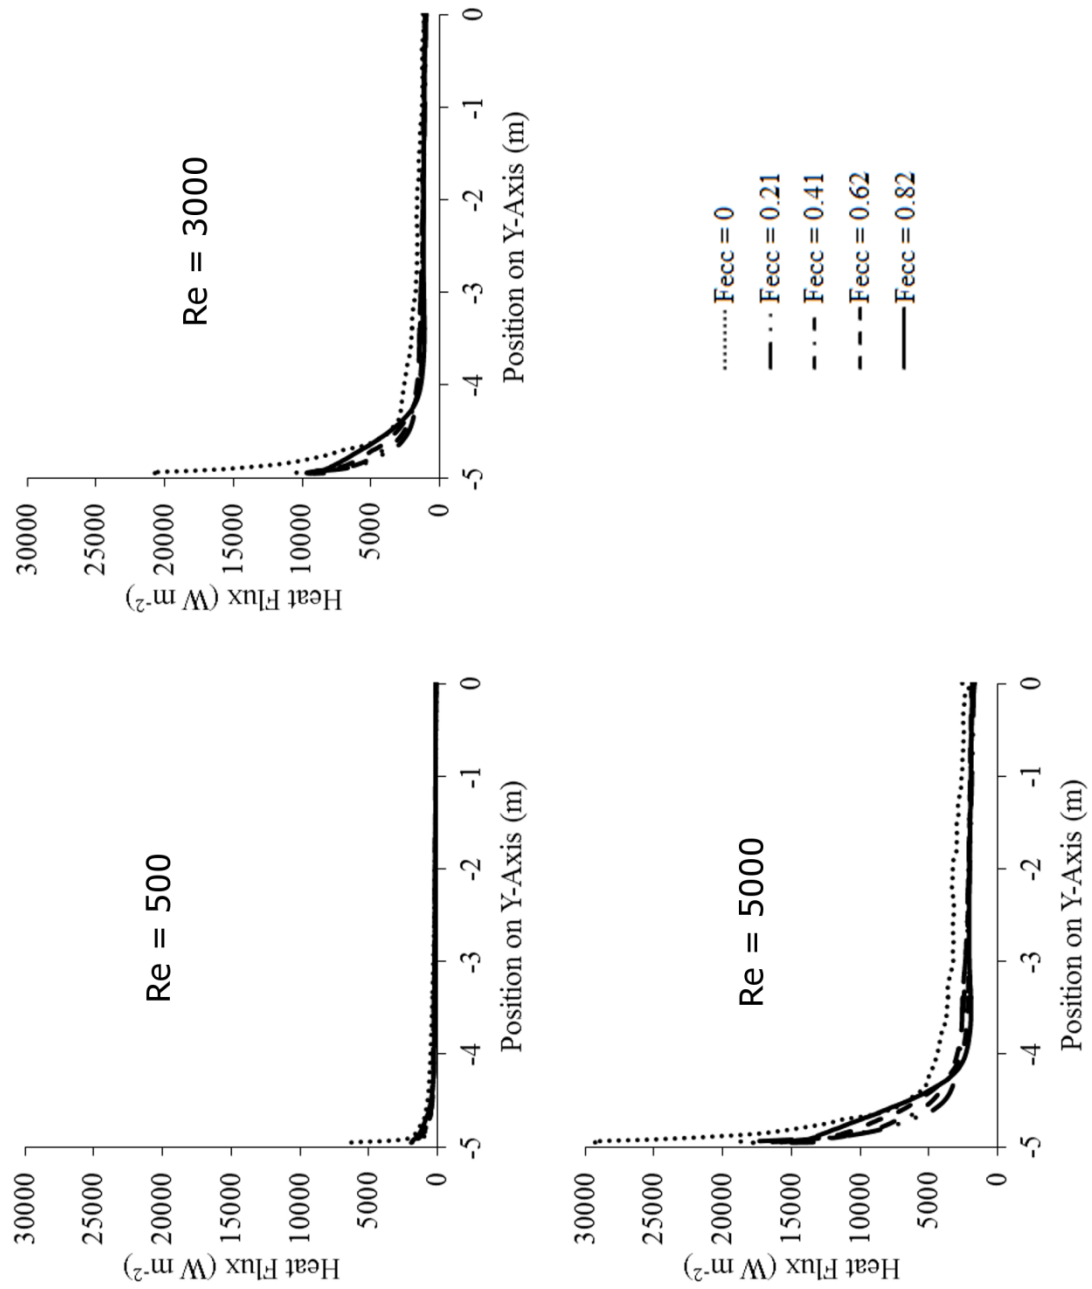 Re = 500
Heat Flux (W m-2)
30000
25000
20000
15000
10000
5000
0
-5 -4 -3 -2 -1 0
Position on Y-Axis (m)
Re = 3000
Heat Flux (W m-2)
30000
25000
20000
15000
10000
5000
0
-5 -4 -3 -2 -1 0
Position on Y-Axis (m)
Re = 5000
Heat Flux (W m-2)
30000
25000
20000
15000
10000
5000
0
-5 -4 -3 -2 -1 0
Position on Y-Axis (m)
Fecc = 0
Fecc = 0.21
Fecc = 0.41
Fecc = 0.62
Fecc = 0.82